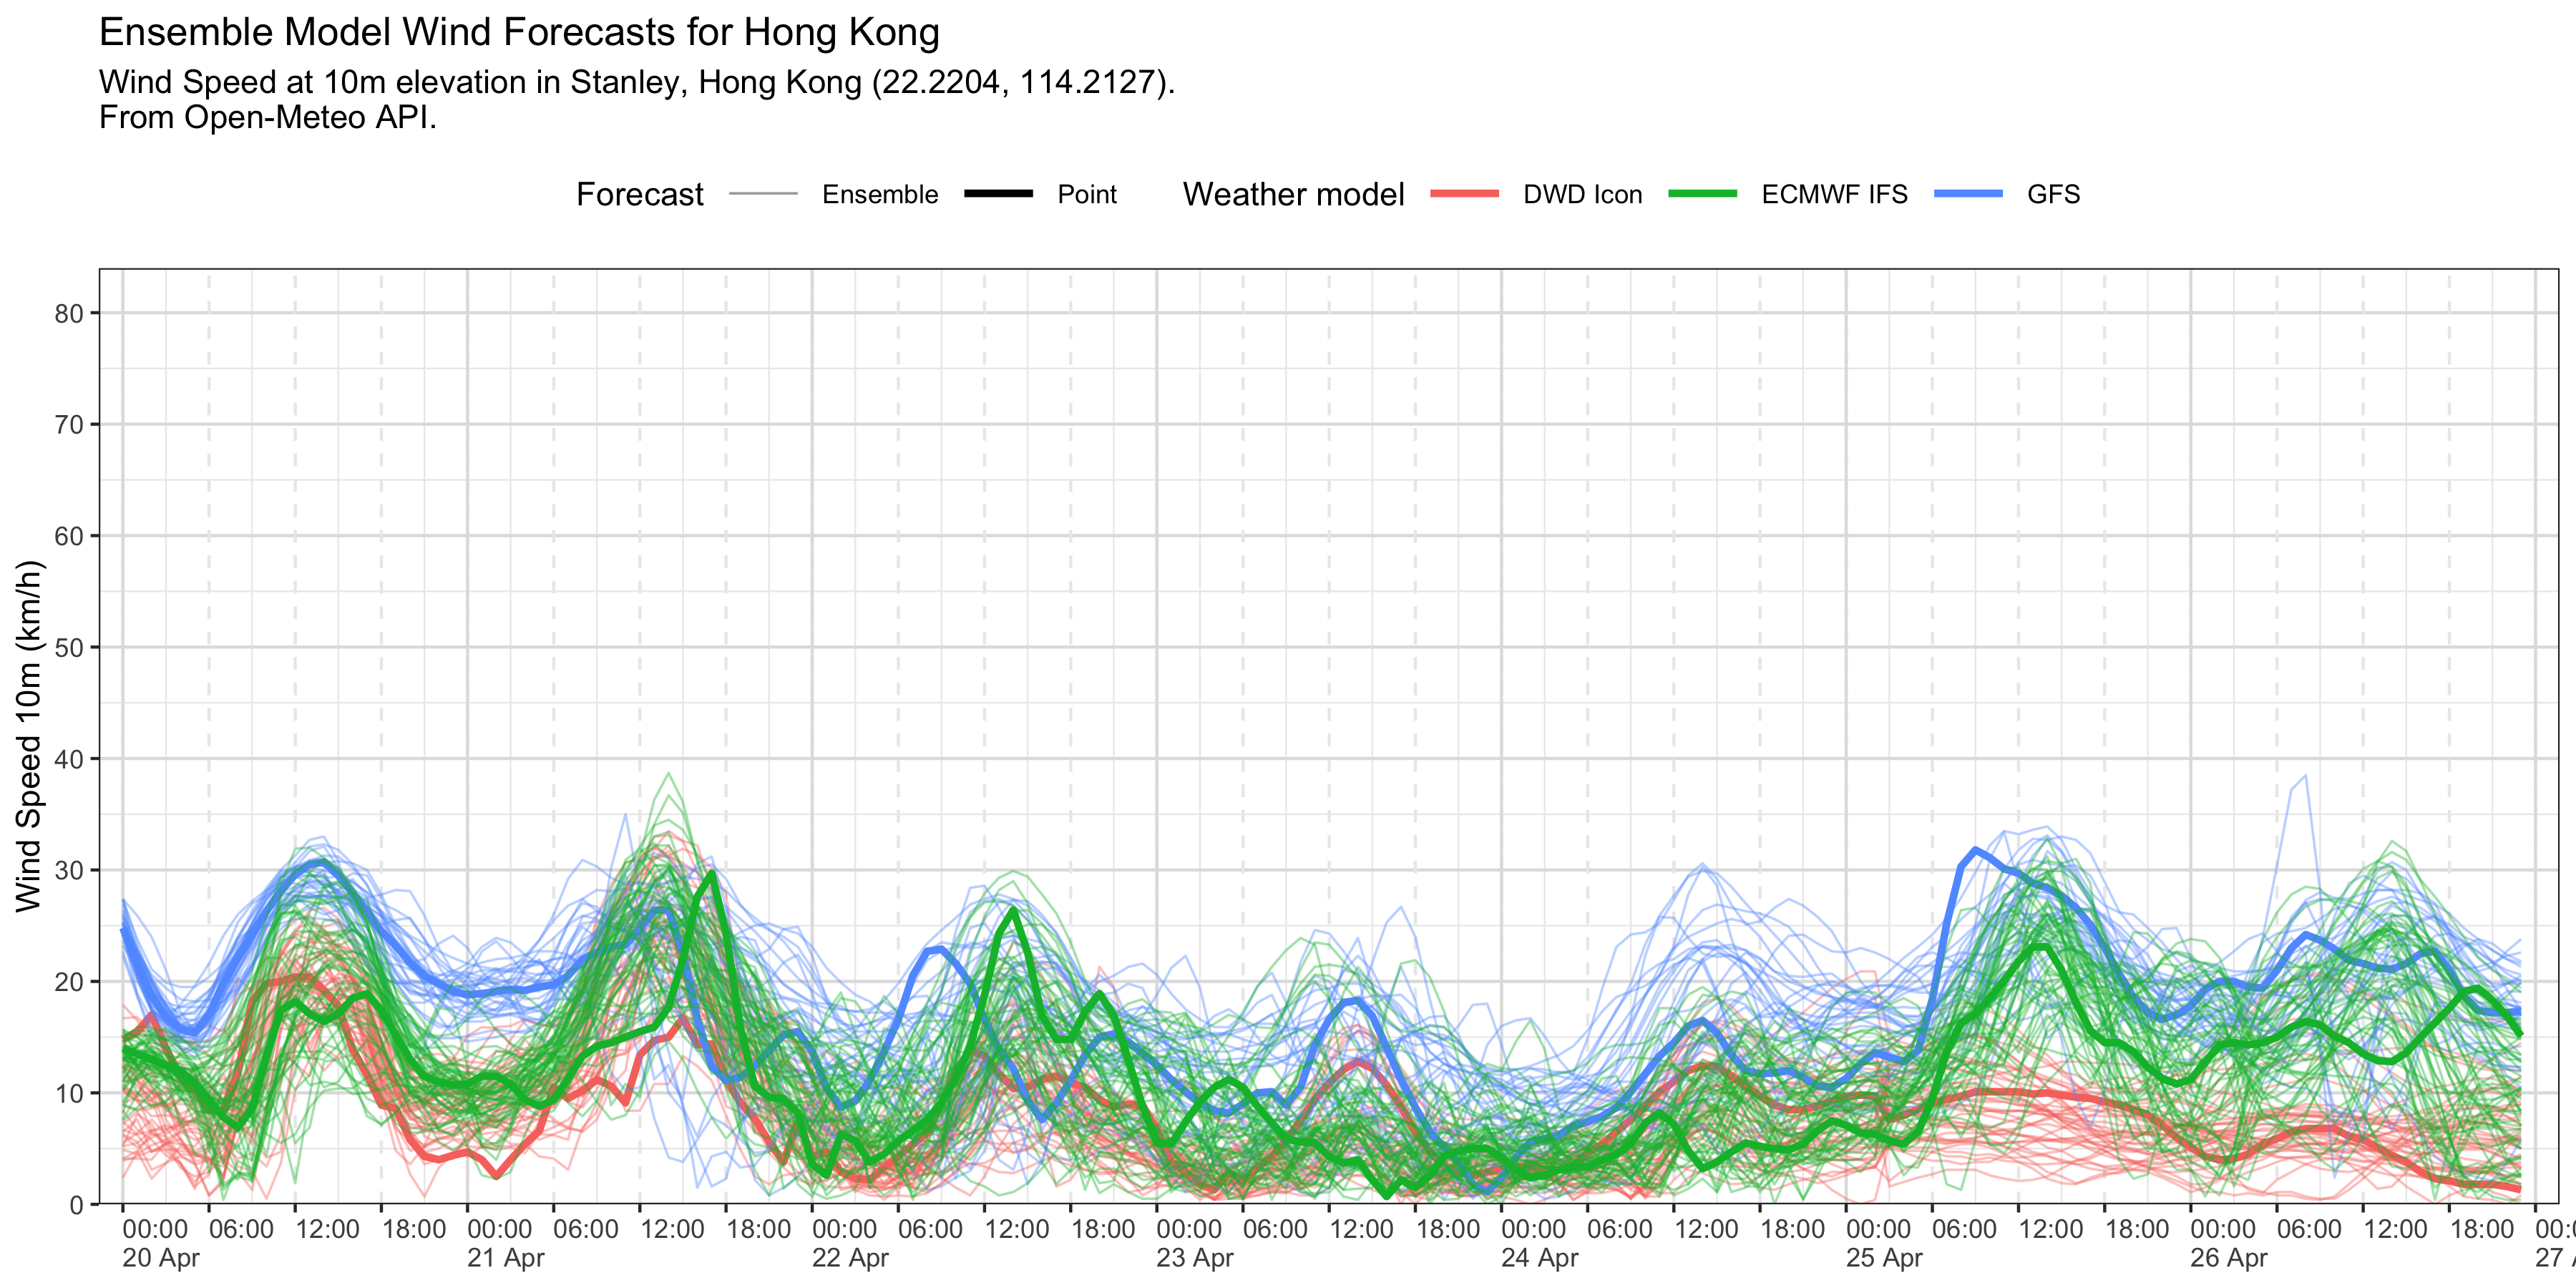 Ensemble Model Wind Forecasts for Hong Kong
Wind Speed at 10m elevation in Stanley, Hong Kong (22.2204, 114.2127).
From Open-Meteo API.
Forecast Ensemble Point Weather model DWD Icon ECMWF IFS GFS
Wind Speed 10m (km/h)
80
70
60
50
40
30
20
10
0
00:00 06:00 12:00 18:00 00:00 06:00 12:00 18:00 00:00 06:00 12:00 18:00 00:00 06:00 12:00 18:00 00:00 06:00 12:00 18:00 00:00 06:00 12:00 18:00 00:00 06:00 12:00 18:00 00:0
20 Apr 21 Apr 22 Apr 23 Apr 24 Apr 25 Apr 26 Apr 27